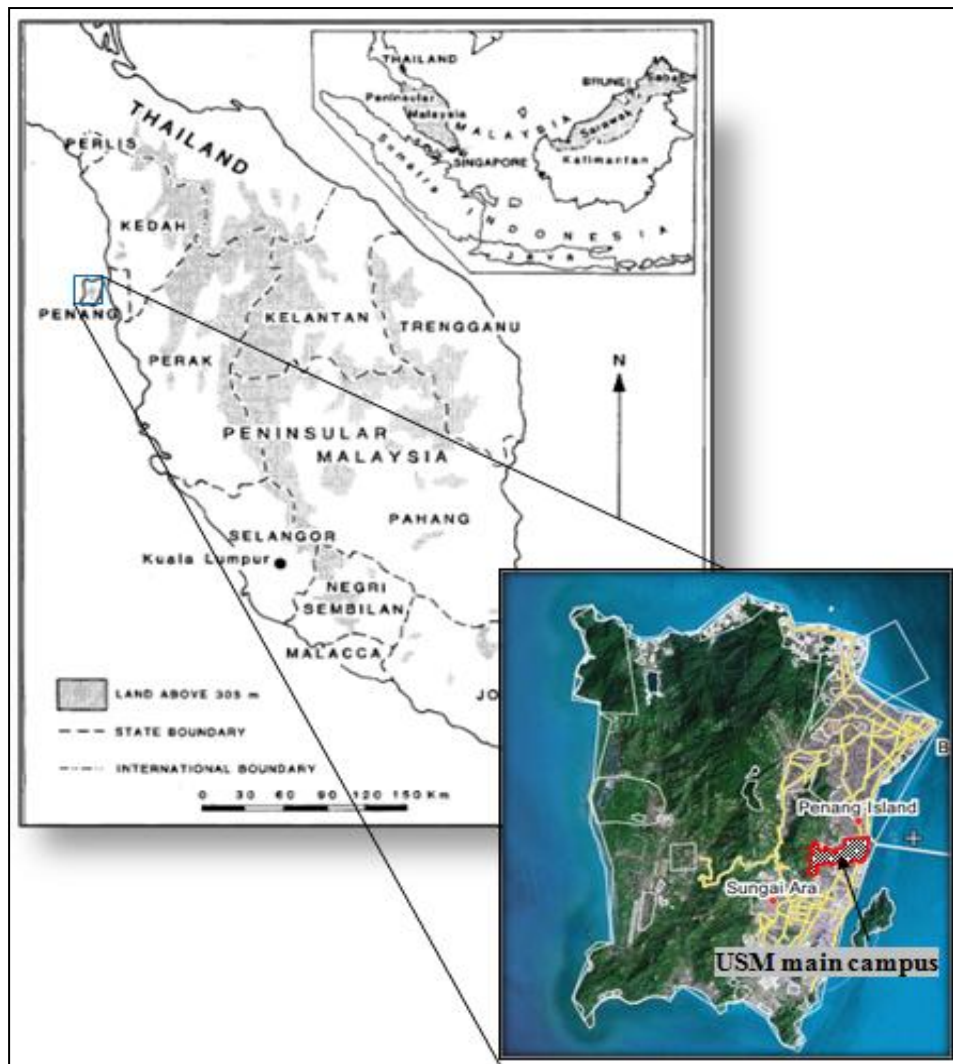 THAILAND
BRUNEI
Sabah
Peninsular
Malaysia
MALAYSIA
Sarawak
SINGAPORE
Kalimantan
Sumatra
INDONESIA
JAVA
THAILAND
PERLIS
KEDAH
PENANG
KELANTAN
TRENGGANU
PERAK
N
PENINSULAR
MALAYSIA
PAHANG
SELANGOR
Kuala Lumpur
NEGRI
SEMBILAN
MALACCA
JO
LAND ABOVE 305 m
STATE BOUNDARY
INTERNATIONAL BOUNDARY
0 30 60 90 120 150 Km
B
Penang Island
Sungai Ara
USM main campus